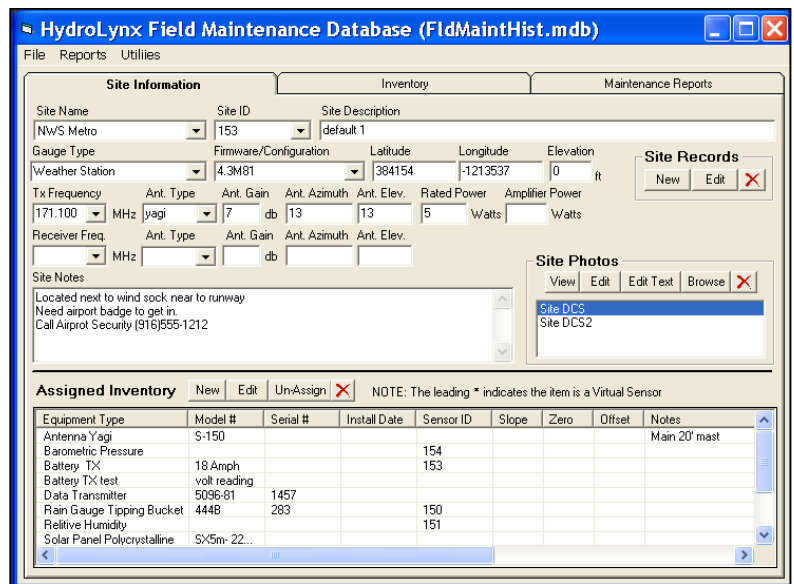 HydroLynx Field Maintenance Database (FldMaintHist.mdb)
File Reports Utiliies
Site Information Inventory Maintenance Reports
Site Name Site ID Site Description
NWS Metro 153 default 1
Gauge Type Firmware/Configuration Latitude Longitude Elevation
Weather Station 4.3M81 384154 -1213537 0 ft
Site Records
New Edit
Tx Frequency Ant. Type Ant. Gain Ant. Azimuth Ant. Elev. Rated Power Amplifier Power
171.100 MHz yagi 7 db 13 13 5 Watts Watts
Receiver Freq. Ant. Type Ant. Gain Ant. Azimuth Ant. Elev.
MHz db
Site Photos
View Edit Edit Text Browse
Site DCS
Site DCS2
Site Notes
Located next to wind sock near to runway
Need airport badge to get in.
Call Airprot Security (916)555-1212
Assigned Inventory New Edit Un-Assign NOTE: The leading * indicates the item is a Virtual Sensor
Equipment Type Model # Serial # Install Date Sensor ID Slope Zero Offset Notes
Antenna Yagi S-150 Main 20' mast
Barometric Pressure 154
Battery TX 18 Amph 153
Battery TX test volt reading
Data Transmitter 5096-81 1457
Rain Gauge Tipping Bucket 444B 283 150
Relitive Humidity 151
Solar Panel Polycrystalline SX5m- 22...